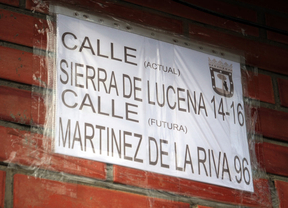 CALLE (ACTUAL)
SIERRA DE LUCENA 14-16
CALLE (FUTURA)
MARTINEZ DE LA RIVA 96